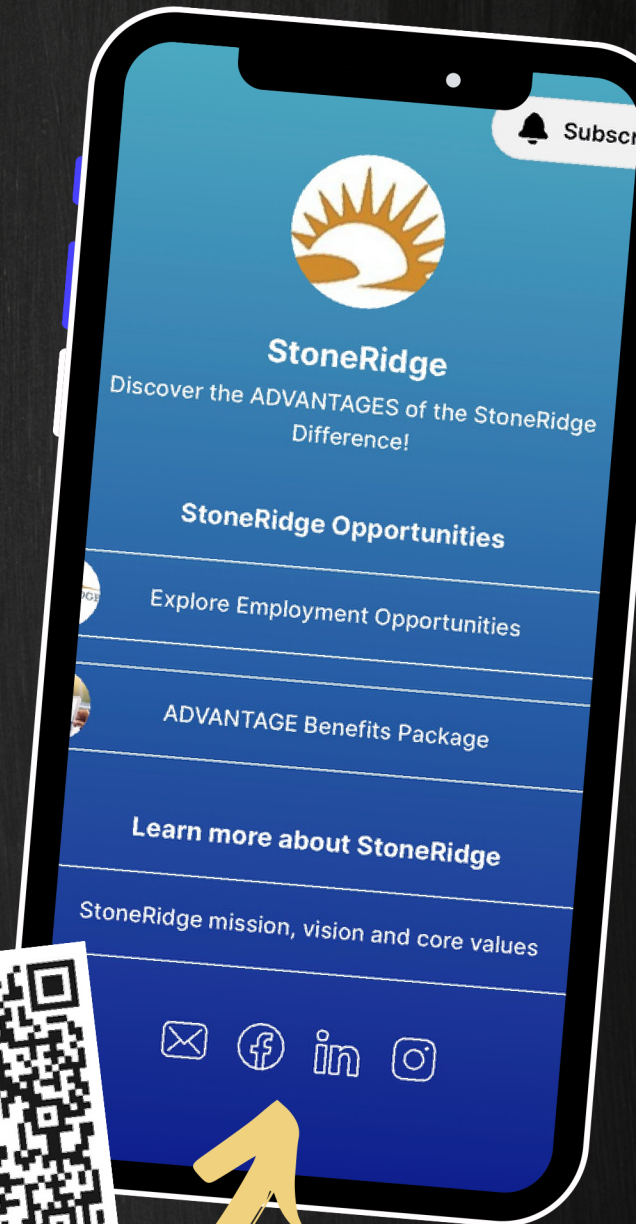 Subscr
StoneRidge
Discover the ADVANTAGES of the StoneRidge
Difference!
StoneRidge Opportunities
Explore Employment Opportunities
ADVANTAGE Benefits Package
Learn more about StoneRidge
StoneRidge mission, vision and core values
in